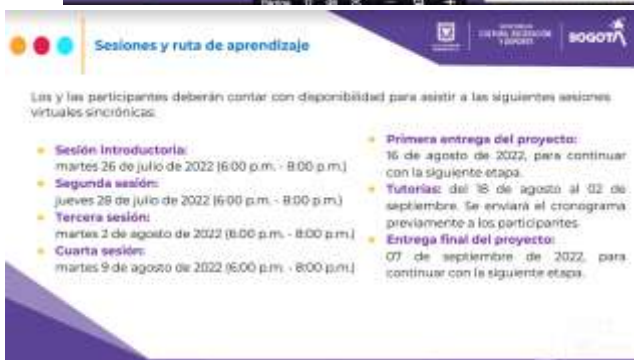 Sesiones y ruta de aprendizaje
BOGOTÁ
Los y las participantes deberán contar con disponibilidad para asistir a las siguientes sesiones
virtuales sincrónicas:
Sesión Introductoria:
martes 26 de julio de 2022 (6:00 p.m. - 8:00 p.m.)
Segunda sesión:
jueves 28 de julio de 2022 (6:00 p.m. - 8:00 p.m.)
Tercera sesión:
martes 2 de agosto de 2022 (6:00 p.m. - 8:00 p.m.)
Cuarta sesión:
martes 9 de agosto de 2022 (6:00 p.m. - 8:00 p.m.)
Primera entrega del proyecto:
16 de agosto de 2022, para continuar
con la siguiente etapa.
Tutorías: del 18 de agosto al 02 de
septiembre. Se enviará el cronograma
previamente a los participantes
Entrega final del proyecto:
07 de septiembre de 2022, para
continuar con la siguiente etapa.